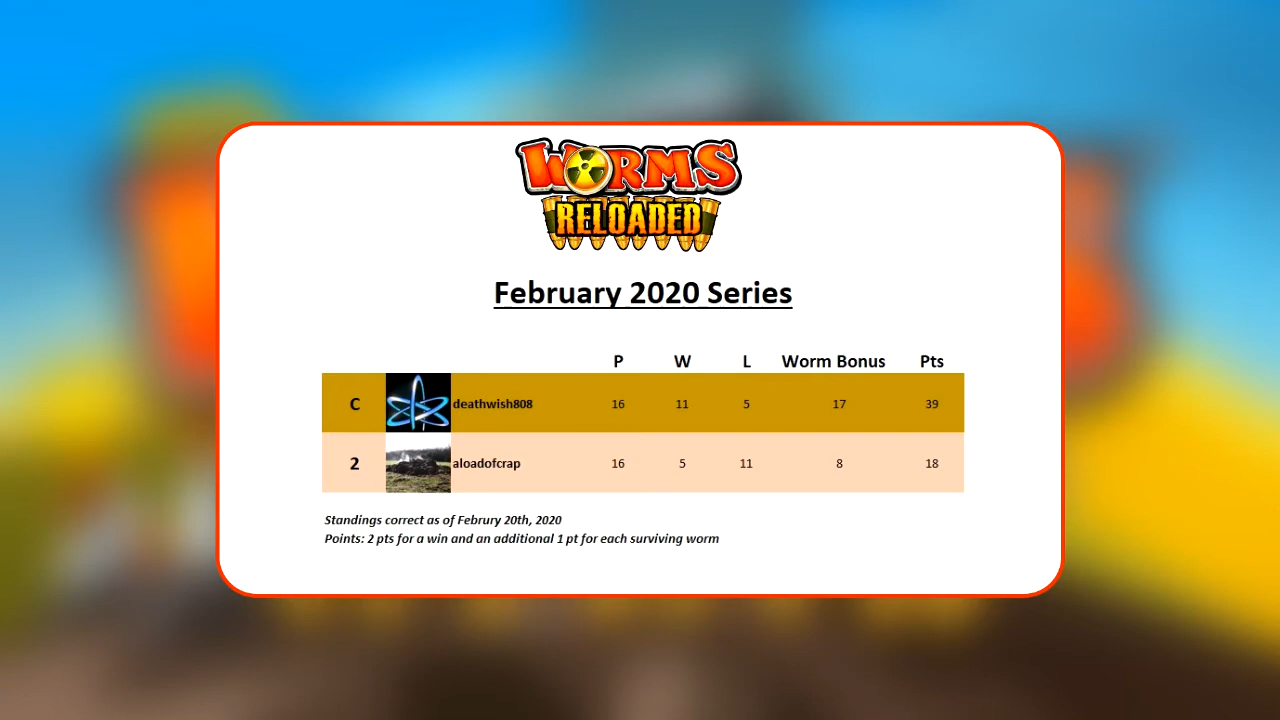 WORMS
RELOADED
February 2020 Series
P W L Worm Bonus Pts
C deathwish808 16 11 5 17 39
2 aloadofcrap 16 5 11 8 18
Standings correct as of Februry 20th, 2020
Points: 2 pts for a win and an additional 1 pt for each surviving worm